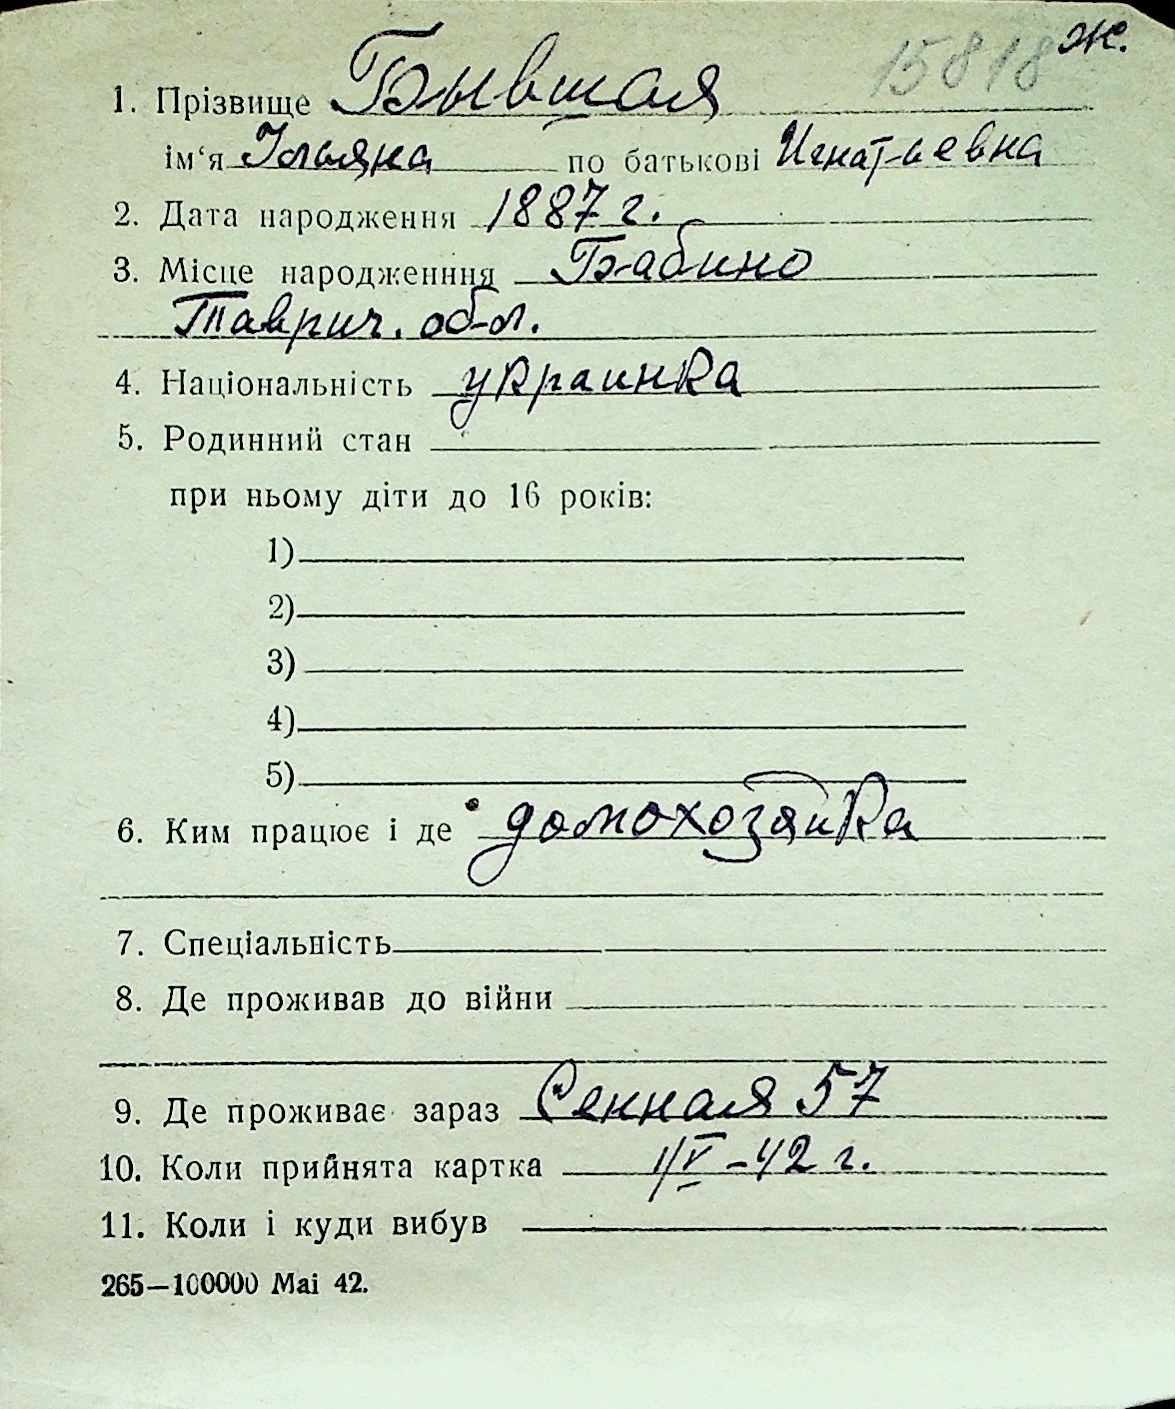 15818 ж.
1. Прізвище Бывшая
ім‘я Ульяна по батькові Игнатьевна
2. Дата народження 1887 г.
3. Місце народженння Бабино
Таврич. обл.
4. Національність украинка
5. Родинний стан
при ньому діти до 16 років:
1)
2)
3)
4)
5)
6. Ким працює і де домохозяйка
7. Спеціальність
8. Де проживав до війни
9. Де проживає зараз Сенная 57
10. Коли прийнята картка 1/V-42 г.
11. Коли і куди вибув
265—100000 Mai 42.